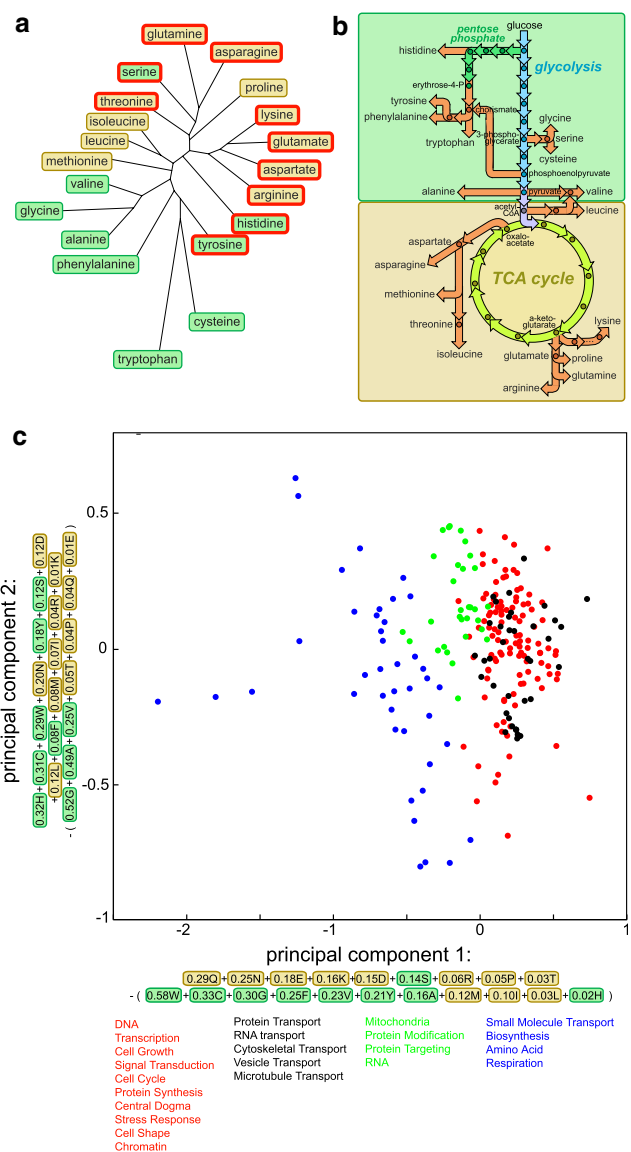 a
glutamine
asparagine
serine
proline
threonine
lysine
isoleucine
leucine
glutamate
methionine
aspartate
valine
arginine
glycine
histidine
alanine
tyrosine
phenylalanine
cysteine
tryptophan
b
pentose
phosphate
glucose
histidine
glycolysis
erythrose-4-P
tyrosine
chorismate
phenylalanine
glycine
3-phospho-
glycerate
serine
tryptophan
cysteine
phosphoenolpyruvate
alanine
pyruvate
valine
acetyl-
CoA
leucine
aspartate
oxalo-
acetate
asparagine
TCA cycle
methionine
threonine
a-keto-
glutarate
lysine
isoleucine
glutamate
proline
glutamine
arginine
c
principal component 2:
0.32H + 0.31C + 0.29W + 0.20N + 0.18Y + 0.12S + 0.12D
+ 0.12L + 0.08F + 0.08M + 0.07I + 0.04R + 0.01K
- ( 0.52G + 0.49A + 0.25V + 0.05T + 0.04P + 0.04Q + 0.01E )
0.5
0
-0.5
-1
-2
-1
0
1
principal component 1:
0.29Q + 0.25N + 0.18E + 0.16K + 0.15D + 0.14S + 0.06R + 0.05P + 0.03T
- ( 0.58W + 0.33C + 0.30G + 0.25F + 0.23V + 0.21Y + 0.16A + 0.12M + 0.10I + 0.03L + 0.02H )
DNA
Transcription
Cell Growth
Signal Transduction
Cell Cycle
Protein Synthesis
Central Dogma
Stress Response
Cell Shape
Chromatin
Protein Transport
RNA transport
Cytoskeletal Transport
Vesicle Transport
Microtubule Transport
Mitochondria
Protein Modification
Protein Targeting
RNA
Small Molecule Transport
Biosynthesis
Amino Acid
Respiration